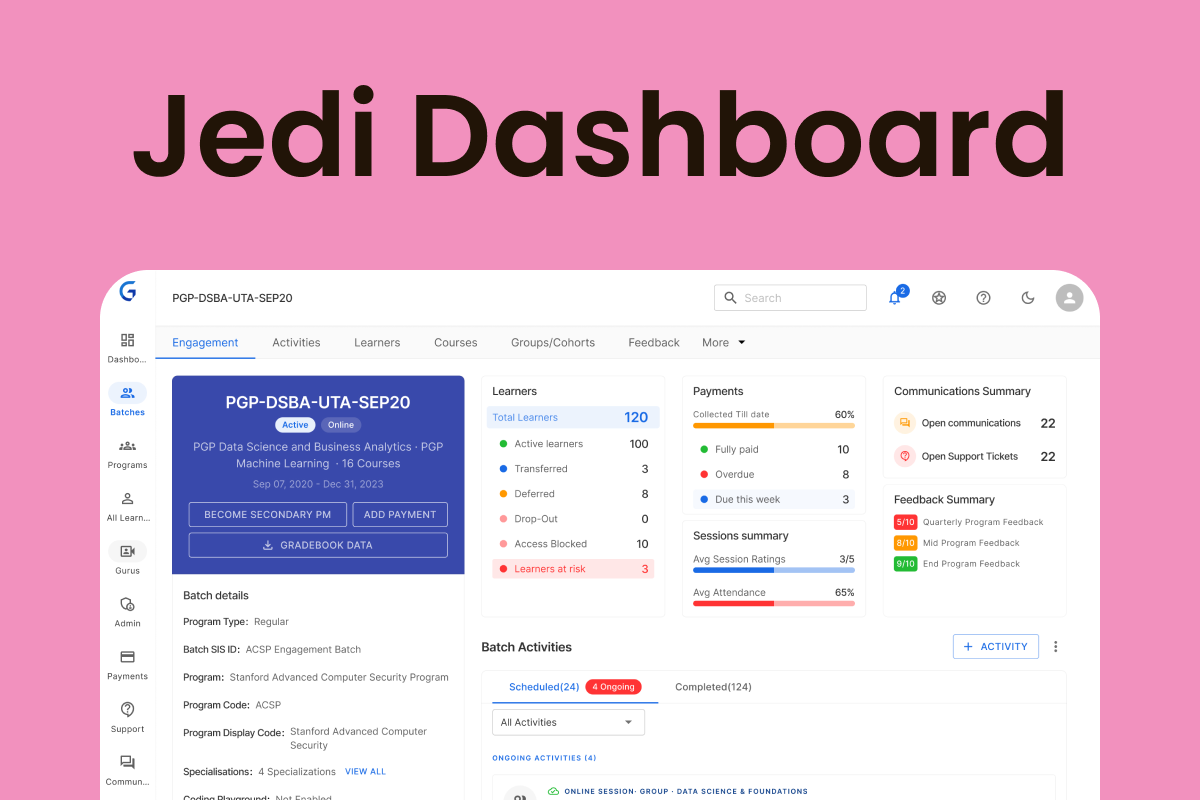 Jedi Dashboard
PGP-DSBA-UTA-SEP20
Search
2
Dashbo...
Batches
Programs
All Learn...
Gurus
Admin
Payments
Support
Commun...
Engagement
Activities
Learners
Courses
Groups/Cohorts
Feedback
More
PGP-DSBA-UTA-SEP20
Active
Online
PGP Data Science and Business Analytics · PGP
Machine Learning · 16 Courses
Sep 07, 2020 - Dec 31, 2023
BECOME SECONDARY PM
ADD PAYMENT
GRADEBOOK DATA
Batch details
Program Type: Regular
Batch SIS ID: ACSP Engagement Batch
Program: Stanford Advanced Computer Security Program
Program Code: ACSP
Program Display Code: Stanford Advanced Computer
Security
Specialisations: 4 Specializations VIEW ALL
Coding Playground: Not Enabled
Learners
Total Learners 120
Active learners 100
Transferred 3
Deferred 8
Drop-Out 0
Access Blocked 10
Learners at risk 3
Payments
Collected Till date 60%
Fully paid 10
Overdue 8
Due this week 3
Sessions summary
Avg Session Ratings 3/5
Avg Attendance 65%
Communications Summary
Open communications 22
Open Support Tickets 22
Feedback Summary
5/10 Quarterly Program Feedback
8/10 Mid Program Feedback
9/10 End Program Feedback
Batch Activities
+ ACTIVITY
Scheduled(24) 4 Ongoing
Completed(124)
All Activities
ONGOING ACTIVITIES (4)
ONLINE SESSION· GROUP · DATA SCIENCE & FOUNDATIONS